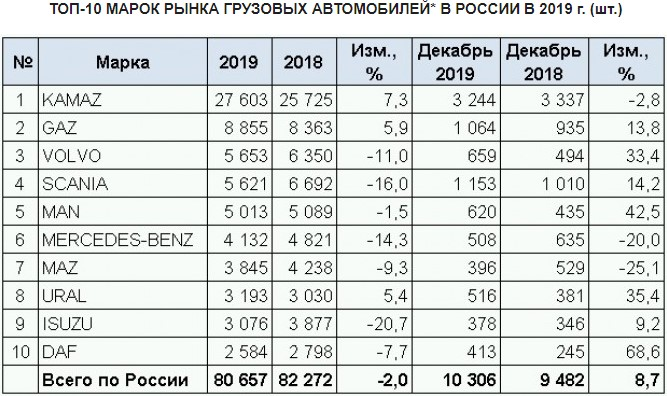 ТОП-10 МАРОК РЫНКА ГРУЗОВЫХ АВТОМОБИЛЕЙ* В РОССИИ В 2019 г. (шт.)
№ Марка 2019 2018 Изм., % Декабрь 2019 Декабрь 2018 Изм., %
1 KAMAZ 27 603 25 725 7,3 3 244 3 337 -2,8
2 GAZ 8 855 8 363 5,9 1 064 935 13,8
3 VOLVO 5 653 6 350 -11,0 659 494 33,4
4 SCANIA 5 621 6 692 -16,0 1 153 1 010 14,2
5 MAN 5 013 5 089 -1,5 620 435 42,5
6 MERCEDES-BENZ 4 132 4 821 -14,3 508 635 -20,0
7 MAZ 3 845 4 238 -9,3 396 529 -25,1
8 URAL 3 193 3 030 5,4 516 381 35,4
9 ISUZU 3 076 3 877 -20,7 378 346 9,2
10 DAF 2 584 2 798 -7,7 413 245 68,6
Всего по России 80 657 82 272 -2,0 10 306 9 482 8,7